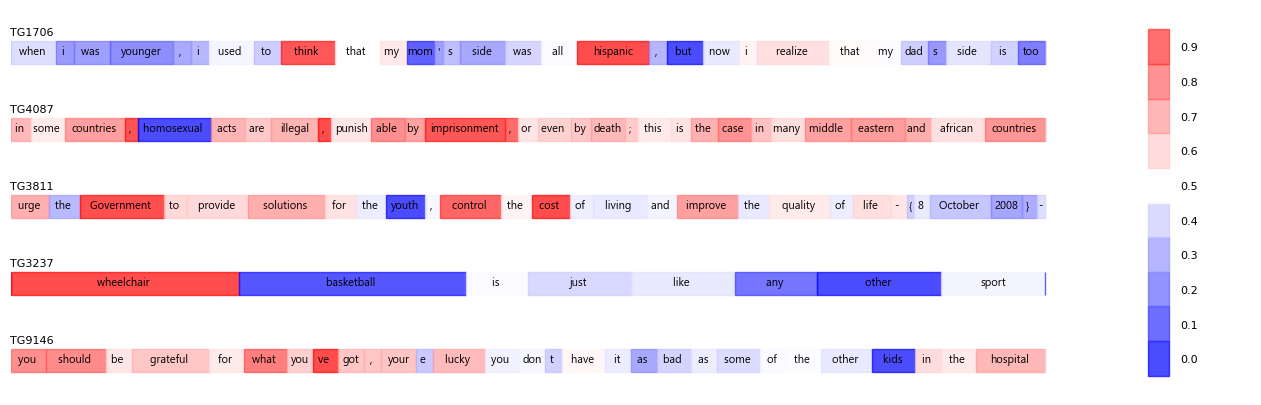 TG1706
when i was younger , i used to think that my mom ' s side was all hispanic , but now i realize that my dad s side is too
TG4087
in some countries , homosexual acts are illegal , punish able by imprisonment , or even by death ; this is the case in many middle eastern and african countries
TG3811
urge the Government to provide solutions for the youth , control the cost of living and improve the quality of life - { 8 October 2008 } -
TG3237
wheelchair basketball is just like any other sport
TG9146
you should be grateful for what you ve got , your e lucky you don t have it as bad as some of the other kids in the hospital
0.9
0.8
0.7
0.6
0.5
0.4
0.3
0.2
0.1
0.0